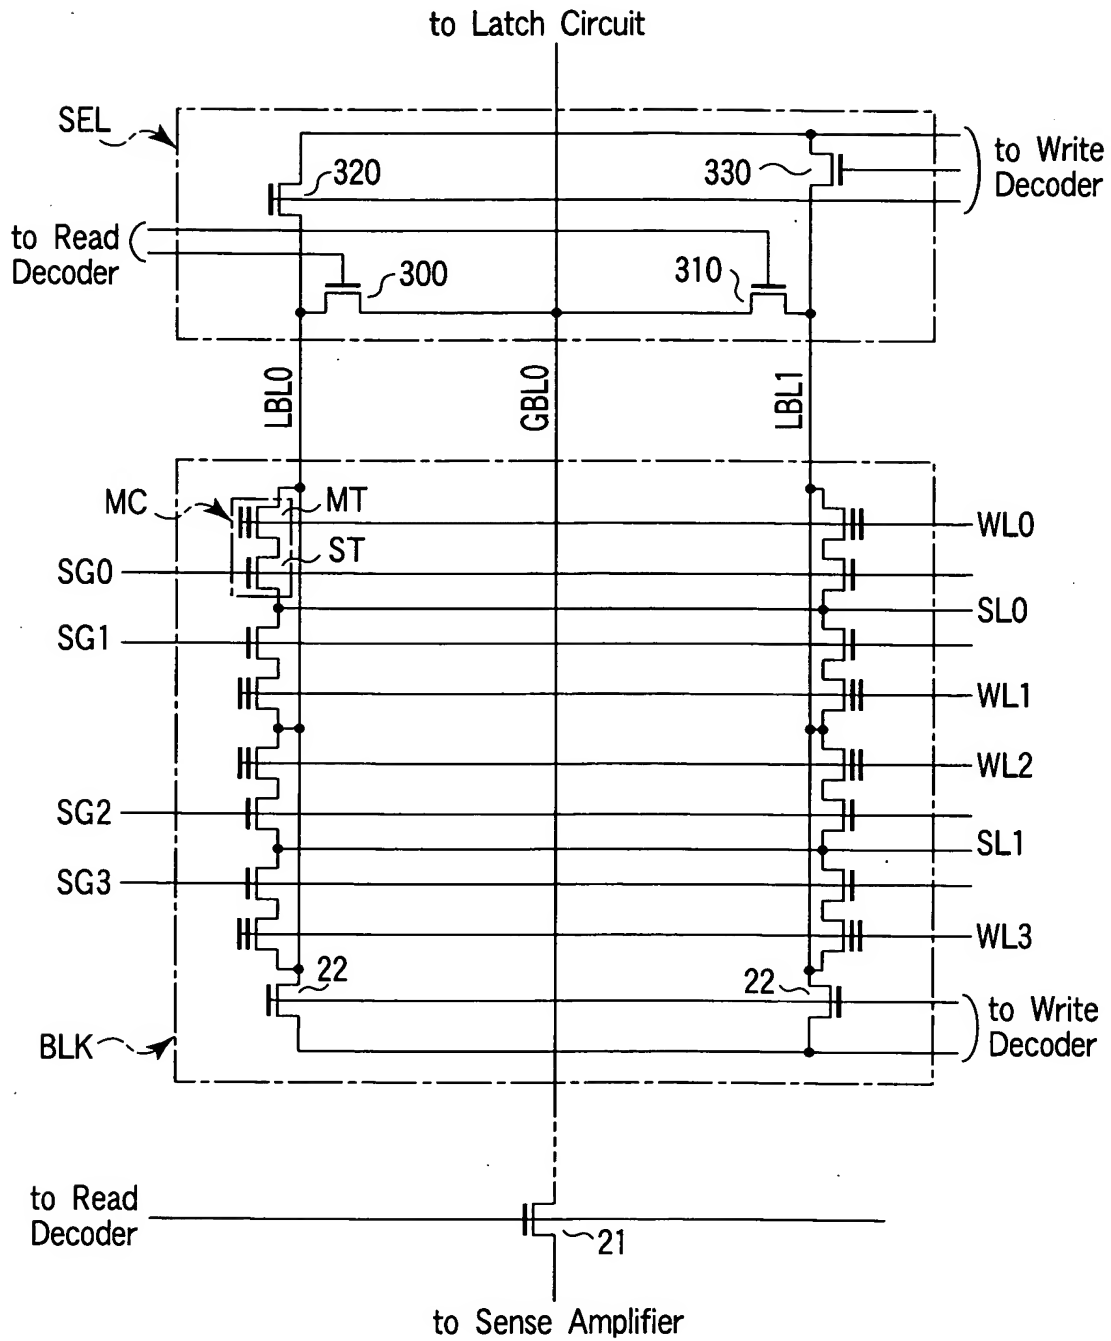 to Latch Circuit
SEL
320
330
to Write
Decoder
to Read
Decoder
300
310
LBL0
GBL0
LBL1
MC
MT
WL0
ST
SG0
SL0
SG1
WL1
WL2
SG2
SL1
SG3
WL3
22
22
to Write
Decoder
BLK
to Read
Decoder
21
to Sense Amplifier